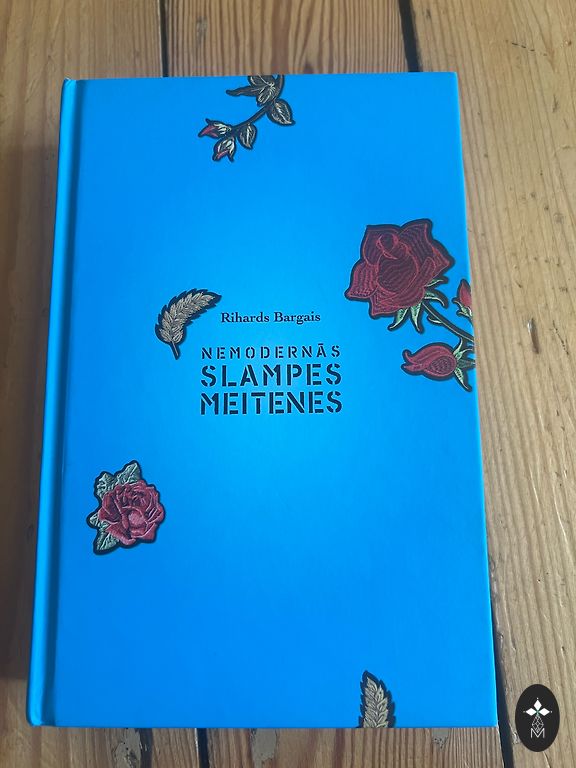 Rihards Bargais
NEMODERNĀS
SLAMPES
MEITENES